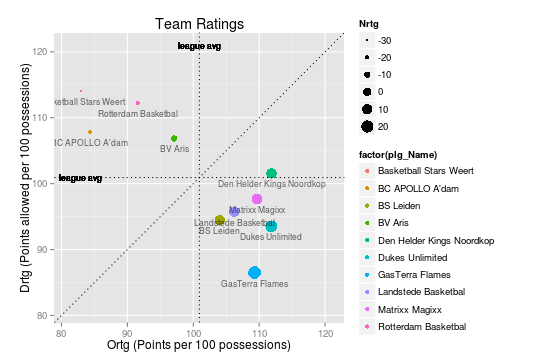 Team Ratings
Drtg (Points allowed per 100 possessions)
120
110
100
90
80
league avg
league avg
ketball Stars Weert
Rotterdam Basketbal
BC APOLLO A'dam
BV Aris
Den Helder Kings Noordkop
Matrixx Magixx
Landstede Basketbal
BS Leiden
Dukes Unlimited
GasTerra Flames
80
90
100
110
120
Ortg (Points per 100 possessions)
Nrtg
-30
-20
-10
0
10
20
factor(plg_Name)
Basketball Stars Weert
BC APOLLO A'dam
BS Leiden
BV Aris
Den Helder Kings Noordkop
Dukes Unlimited
GasTerra Flames
Landstede Basketbal
Matrixx Magixx
Rotterdam Basketbal